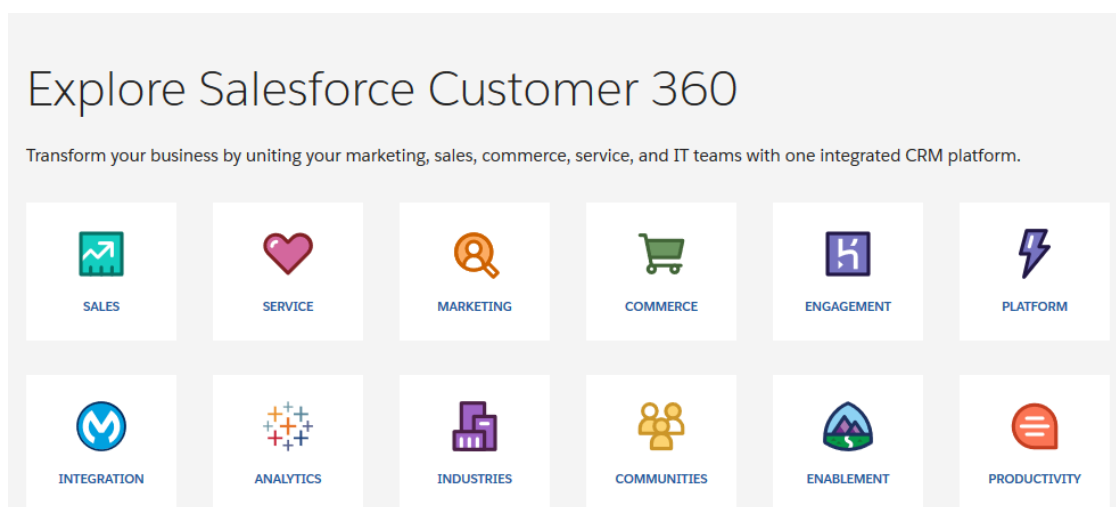 Explore Salesforce Customer 360
Transform your business by uniting your marketing, sales, commerce, service, and IT teams with one integrated CRM platform.
SALES
SERVICE
MARKETING
COMMERCE
ENGAGEMENT
PLATFORM
INTEGRATION
ANALYTICS
INDUSTRIES
COMMUNITIES
ENABLEMENT
PRODUCTIVITY